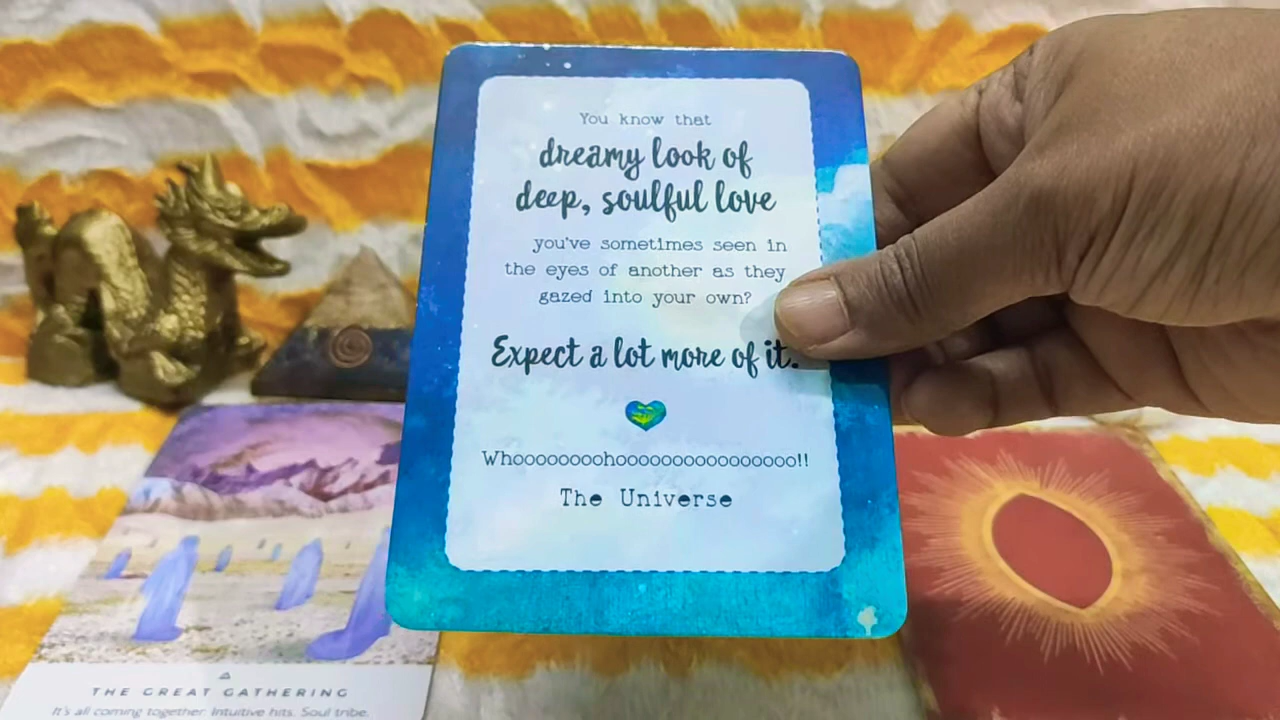 You know that
dreamy look of
deep, soulful love
you've sometimes seen in
the eyes of another as they
gazed into your own?
Expect a lot more of it.
Whoooooooohoooooooooooooooo!!
The Universe
THE GREAT GATHERING
It's all coming together. Intuitive hits. Soul tribe.